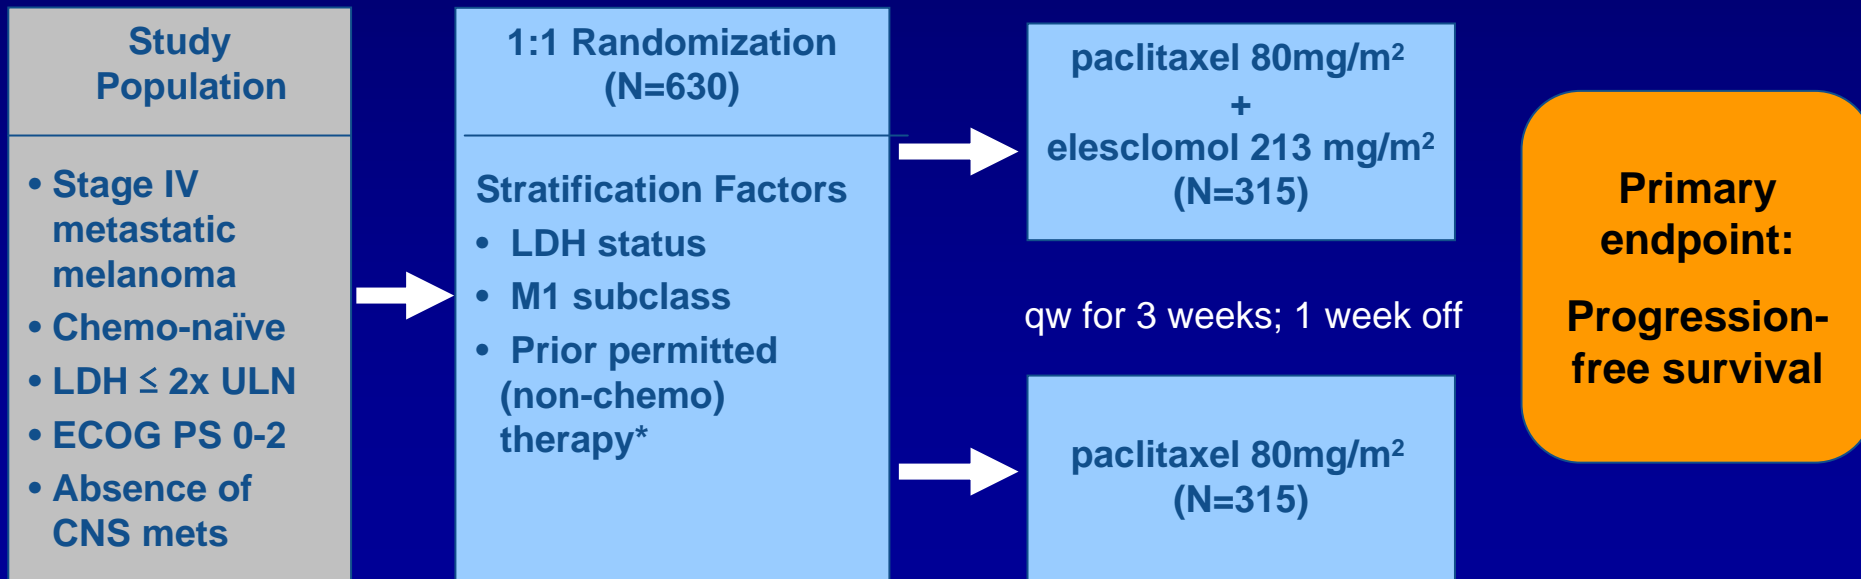 Study
Population
• Stage IV
metastatic
melanoma
• Chemo-naïve
• LDH ≤ 2x ULN
• ECOG PS 0-2
• Absence of
CNS mets
1:1 Randomization
(N=630)
Stratification Factors
• LDH status
• M1 subclass
• Prior permitted
(non-chemo)
therapy*
paclitaxel 80mg/m²
+
elesclomol 213 mg/m²
(N=315)
qw for 3 weeks; 1 week off
paclitaxel 80mg/m²
(N=315)
Primary
endpoint:
Progression-
free survival